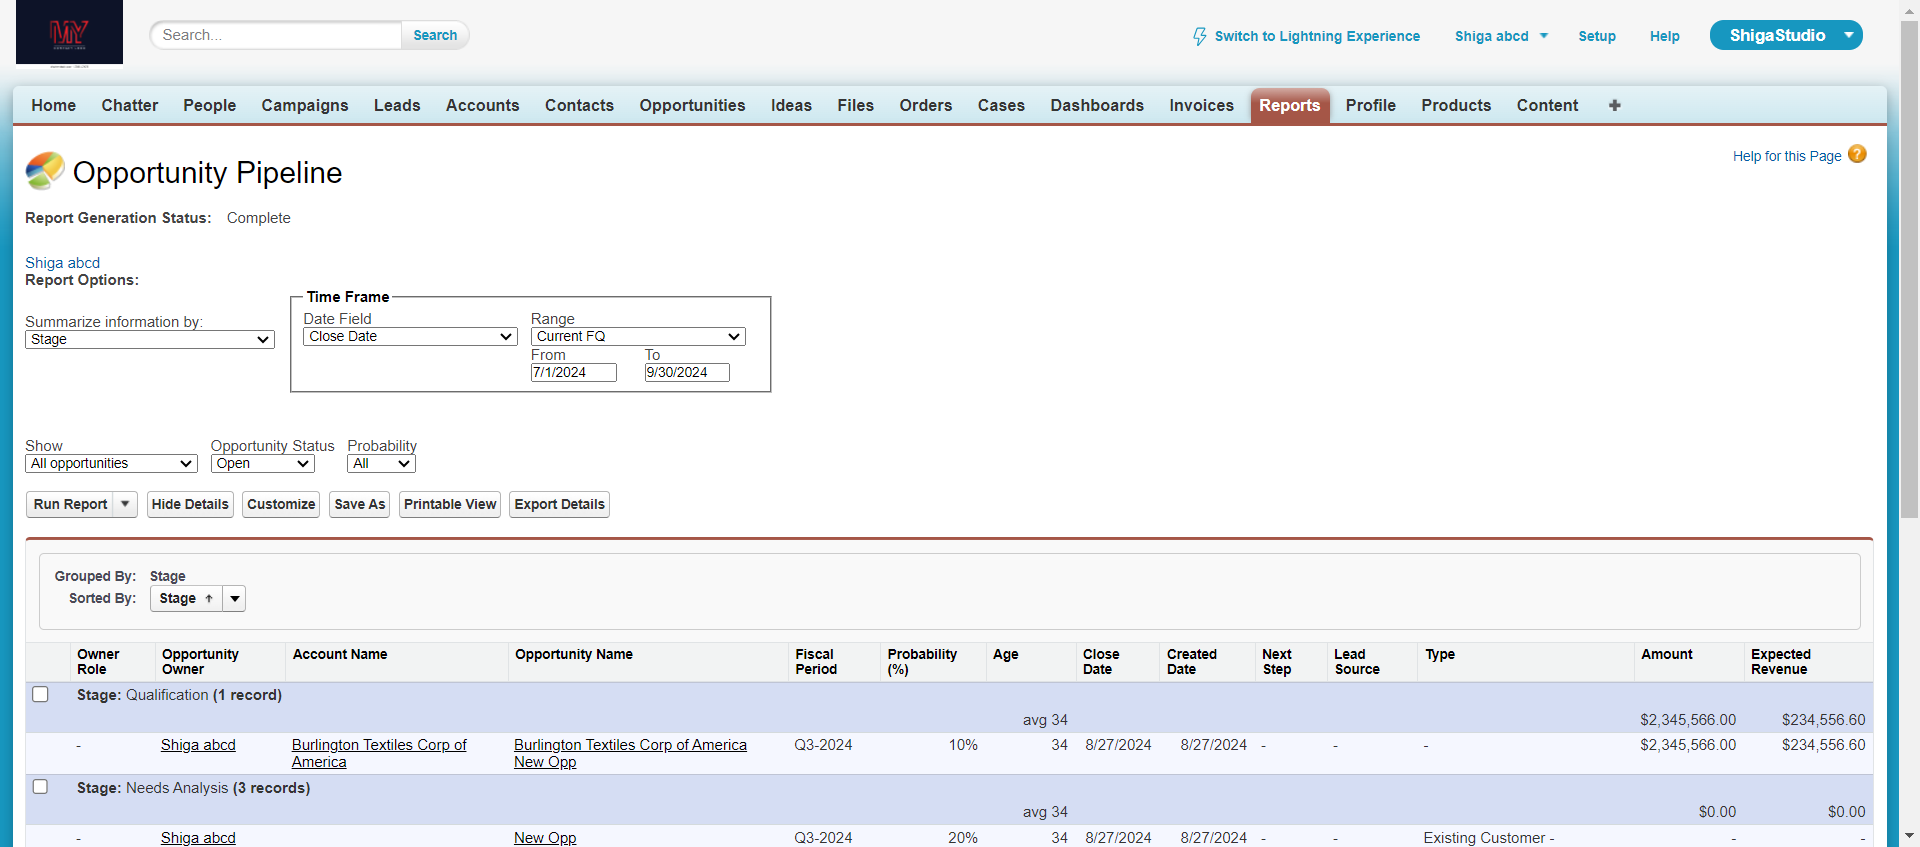 MY
Search...
Search
Switch to Lightning Experience
Shiga abcd
Setup
Help
ShigaStudio
Home Chatter People Campaigns Leads Accounts Contacts Opportunities Ideas Files Orders Cases Dashboards Invoices Reports Profile Products Content +
Opportunity Pipeline
Help for this Page ?
Report Generation Status: Complete
Shiga abcd
Report Options:
Summarize information by:
Stage
Time Frame
Date Field Range
Close Date Current FQ
From To
7/1/2024 9/30/2024
Show Opportunity Status Probability
All opportunities Open All
Run Report Hide Details Customize Save As Printable View Export Details
Grouped By: Stage
Sorted By: Stage ↑
Owner Role Opportunity Owner Account Name Opportunity Name Fiscal Period Probability (%) Age Close Date Created Date Next Step Lead Source Type Amount Expected Revenue
Stage: Qualification (1 record)
avg 34 $2,345,566.00 $234,556.60
- Shiga abcd Burlington Textiles Corp of America Burlington Textiles Corp of America New Opp Q3-2024 10% 34 8/27/2024 8/27/2024 - - - $2,345,566.00 $234,556.60
Stage: Needs Analysis (3 records)
avg 34 $0.00 $0.00
- Shiga abcd New Opp Q3-2024 20% 34 8/27/2024 8/27/2024 - - Existing Customer - - -